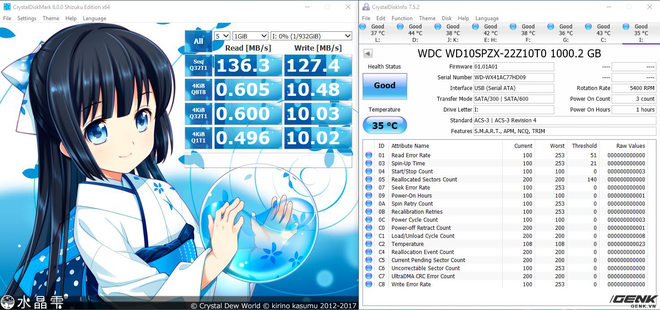 CrystalDiskMark 6.0.0 Shizuku Edition x64
File Settings Theme Help Language
All 5 1GiB I: 0% (1/932GiB)
Read [MB/s] Write [MB/s]
Seq Q32T1 136.3 127.4
4KiB Q8T8 0.605 10.48
4KiB Q32T1 0.600 10.03
4KiB Q1T1 0.496 10.02
水晶雫
© Crystal Dew World © kirino kasumu 2012-2017
CrystalDiskInfo 7.5.2
File Edit Function Theme Disk Help Language
Good Good Good Good Good Good Good Good
37 °C 44 °C 42 °C 38 °C 44 °C 38 °C 40 °C 35 °C
L: D: J: K: H: F: G: I:
WDC WD10SPZX-22Z10T0 1000.2 GB
Health Status
Good
Temperature
35 °C
Firmware 01.01A01 ---- ----
Serial Number WD-WX41AC77HD09 ---- ----
Interface USB (Serial ATA) Rotation Rate 5400 RPM
Transfer Mode SATA/300 | SATA/600 Power On Count 3 count
Drive Letter I: Power On Hours 1 hours
Standard ACS-3 | ACS-3 Revision 4
Features S.M.A.R.T., APM, NCQ, TRIM
ID Attribute Name Current Worst Threshold Raw Values
01 Read Error Rate 100 253 51 000000000000
03 Spin-Up Time 100 253 21 000000000000
04 Start/Stop Count 100 100 0
05 Reallocated Sectors Count 200 200 140 000000000000
07 Seek Error Rate 100 253 0 000000000000
09 Power-On Hours 100 100 0
0A Spin Retry Count 100 253 0 000000000000
0B Recalibration Retries 100 253 0 000000000000
0C Power Cycle Count 100 100 0 000000000003
C0 Power-off Retract Count 200 200 0
C1 Load/Unload Cycle Count 200 200 0
C2 Temperature 108 108 0 000000000023
C4 Reallocation Event Count 200 200 0 000000000000
C5 Current Pending Sector Count 200 200 0 000000000000
C6 Uncorrectable Sector Count 100 253 0 000000000000
C7 UltraDMA CRC Error Count 200 200 0 000000000000
C8 Write Error Rate 100 253 0 000000000000
GENK
GENK.VN